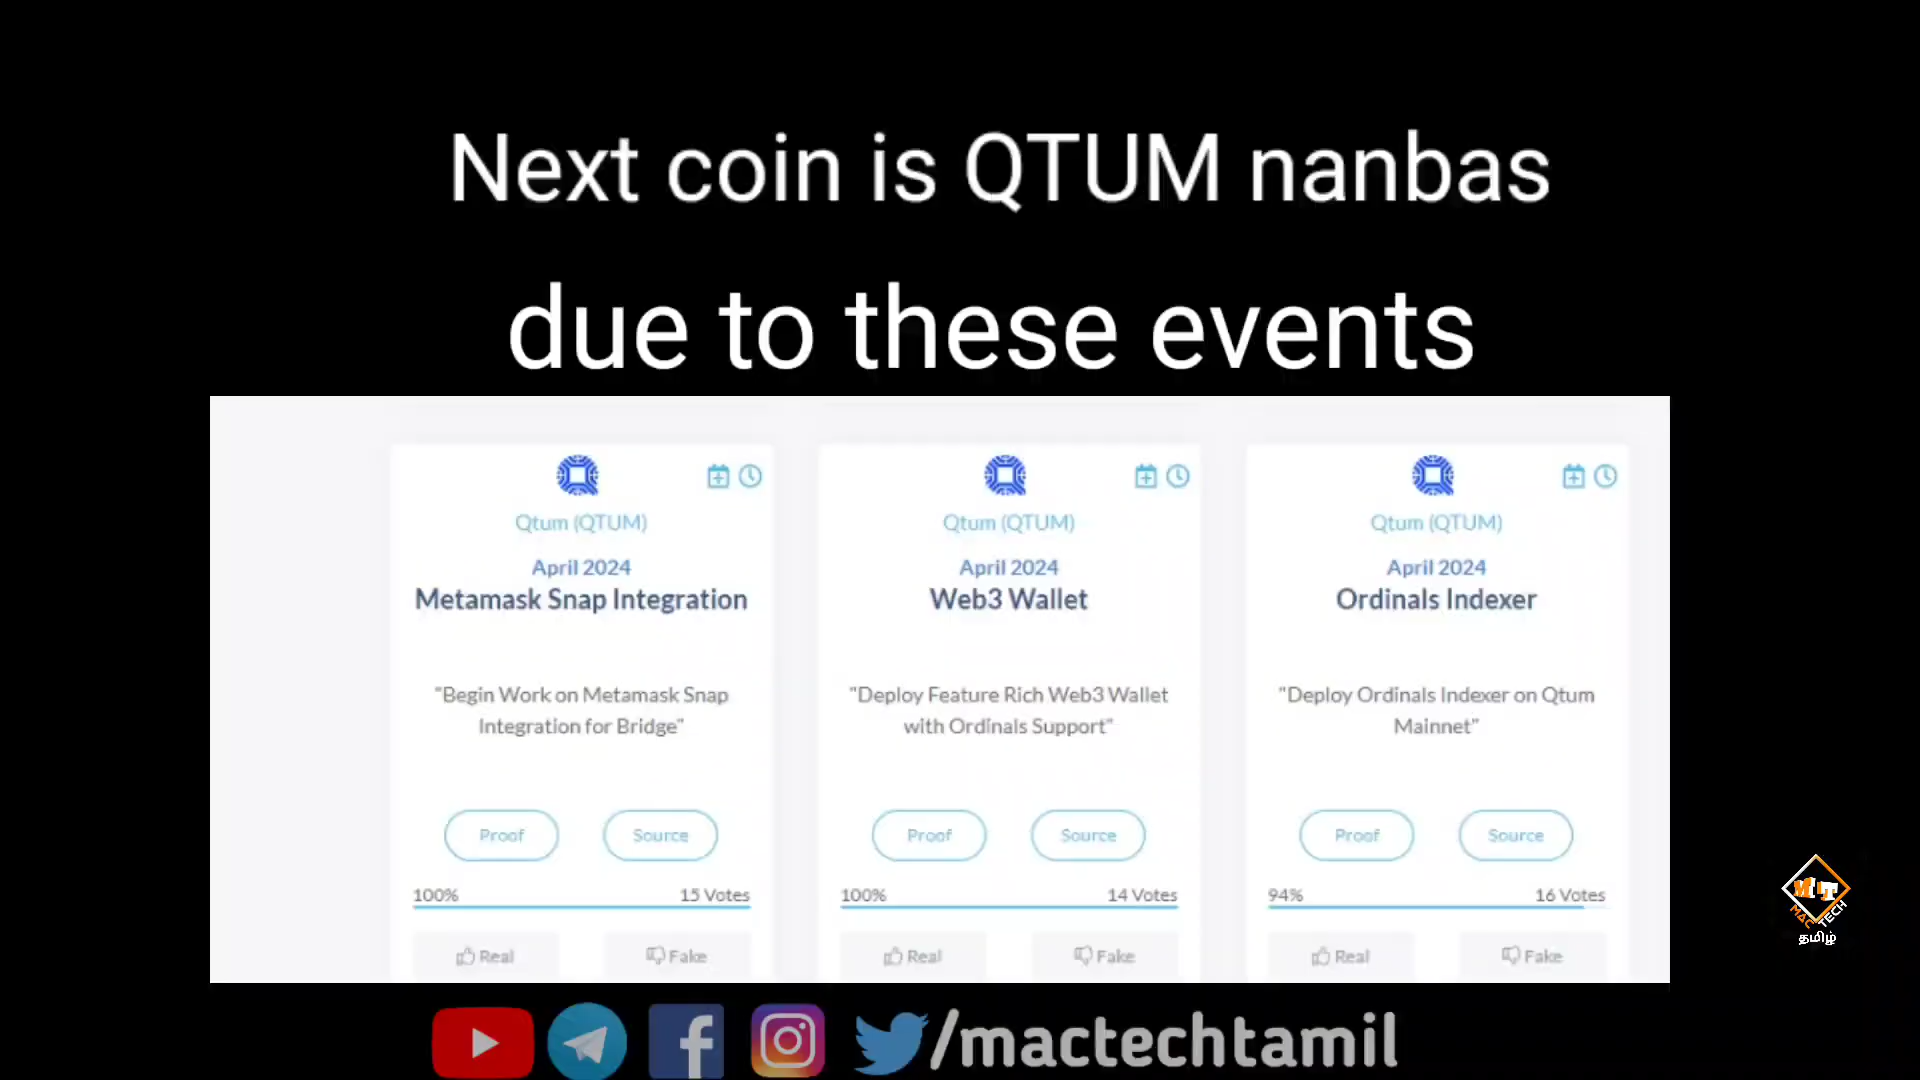 Next coin is QTUM nanbas
due to these events
Qtum (QTUM)
April 2024
Metamask Snap Integration
"Begin Work on Metamask Snap
Integration for Bridge"
Proof Source
100% 15 Votes
Real Fake
Qtum (QTUM)
April 2024
Web3 Wallet
"Deploy Feature Rich Web3 Wallet
with Ordinals Support"
Proof Source
100% 14 Votes
Real Fake
Qtum (QTUM)
April 2024
Ordinals Indexer
"Deploy Ordinals Indexer on Qtum
Mainnet"
Proof Source
94% 16 Votes
Real Fake
MT
MAC TECH
தமிழ்
/mactechtamil